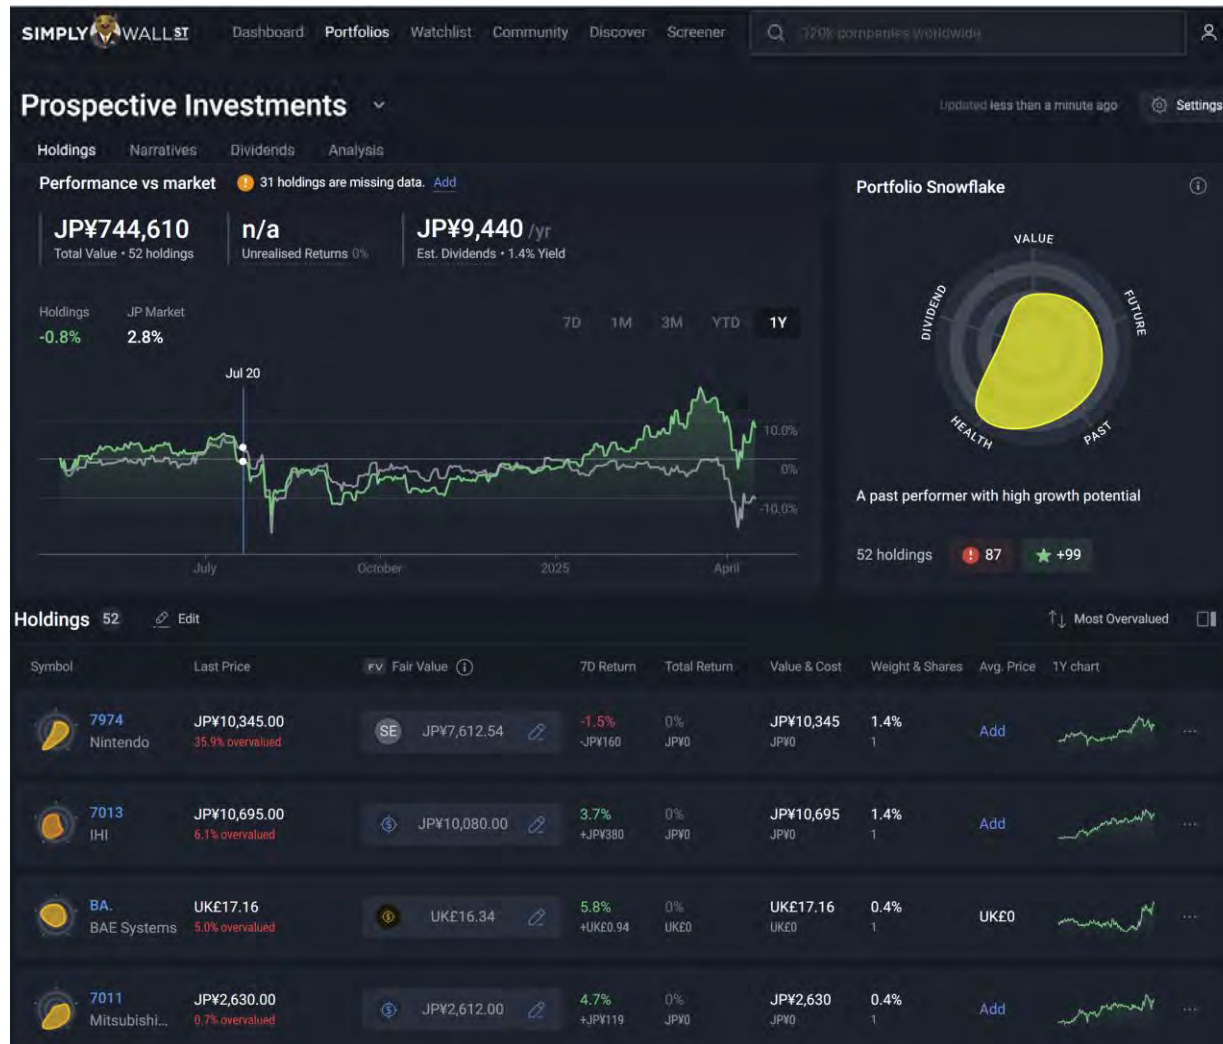 SIMPLY WALL ST Dashboard Portfolios Watchlist Community Discover Screener 120k companies worldwide
Prospective Investments Updated less than a minute ago Settings
Holdings Narratives Dividends Analysis
Performance vs market 31 holdings are missing data. Add
JP¥744,610 n/a JP¥9,440 /yr
Total Value • 52 holdings Unrealised Returns 0% Est. Dividends • 1.4% Yield
Holdings JP Market
-0.8% 2.8%
7D 1M 3M YTD 1Y
Jul 20
10.0%
0%
-10.0%
July October 2025 April
Portfolio Snowflake
VALUE
FUTURE
PAST
HEALTH
DIVIDEND
A past performer with high growth potential
52 holdings 87 +99
Holdings 52 Edit Most Overvalued
Symbol Last Price FV Fair Value 7D Return Total Return Value & Cost Weight & Shares Avg. Price 1Y chart
7974 JP¥10,345.00 SE JP¥7,612.54 -1.5% 0% JP¥10,345 1.4% Add
Nintendo 35.9% overvalued -JP¥160 JP¥0 JP¥0 1
7013 JP¥10,695.00 JP¥10,080.00 3.7% 0% JP¥10,695 1.4% Add
IHI 6.1% overvalued +JP¥380 JP¥0 JP¥0 1
BA. UK£17.16 UK£16.34 5.8% 0% UK£17.16 0.4% UK£0
BAE Systems 5.0% overvalued +UK£0.94 UK£0 UK£0 1
7011 JP¥2,630.00 JP¥2,612.00 4.7% 0% JP¥2,630 0.4% Add
Mitsubishi... 0.7% overvalued +JP¥119 JP¥0 JP¥0 1